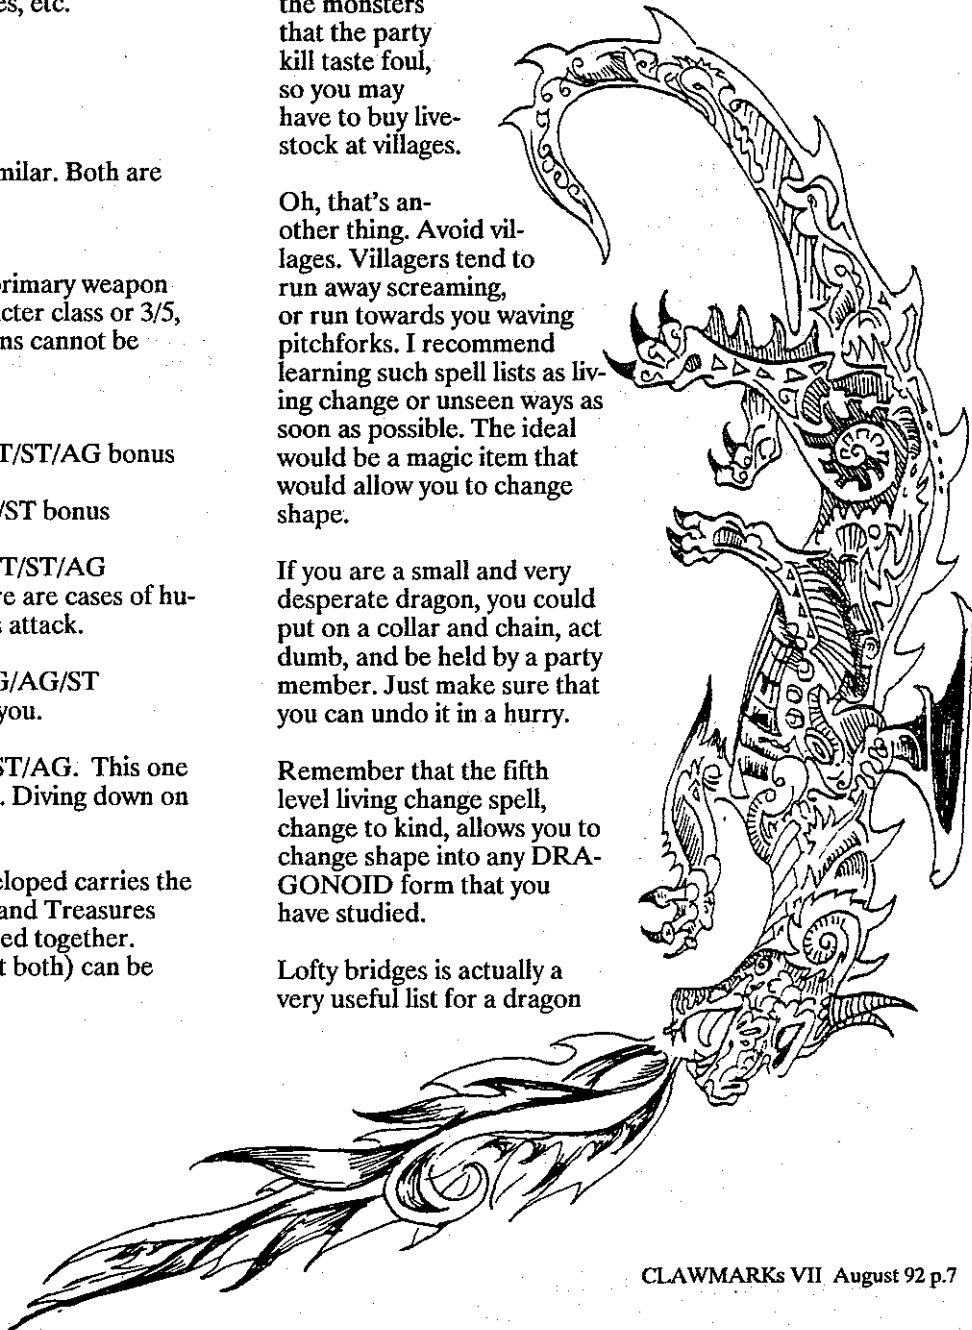 es, etc.
milar. Both are
rimary weapon
cter class or 3/5,
ns cannot be
T/ST/AG bonus
/ST bonus
T/ST/AG
re are cases of hu-
s attack.
G/AG/ST
you.
ST/AG. This one
. Diving down on
eloped carries the
and Treasures
ed together.
t both) can be
the monsters
that the party
kill taste foul,
so you may
have to buy live-
stock at villages.
Oh, that's an-
other thing. Avoid vil-
lages. Villagers tend to
run away screaming,
or run towards you waving
pitchforks. I recommend
learning such spell lists as liv-
ing change or unseen ways as
soon as possible. The ideal
would be a magic item that
would allow you to change
shape.
If you are a small and very
desperate dragon, you could
put on a collar and chain, act
dumb, and be held by a party
member. Just make sure that
you can undo it in a hurry.
Remember that the fifth
level living change spell,
change to kind, allows you to
change shape into any DRA-
GONOID form that you
have studied.
Lofty bridges is actually a
very useful list for a dragon
CLAWMARKs VII August 92 p.7